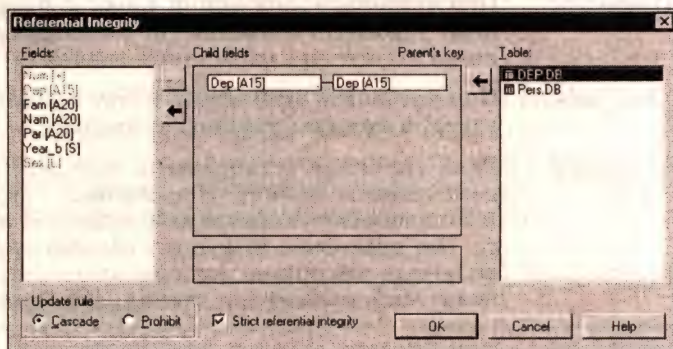 Referential Integrity
Fields:
Num [+]
Dep [A15]
Fam [A20]
Nam [A20]
Par [A20]
Year_b [S]
Sex [L]
Child fields
Parent's key
Dep [A15]
Dep [A15]
Table:
DEP.DB
Pers.DB
Update rule
Cascade
Prohibit
Strict referential integrity
OK
Cancel
Help